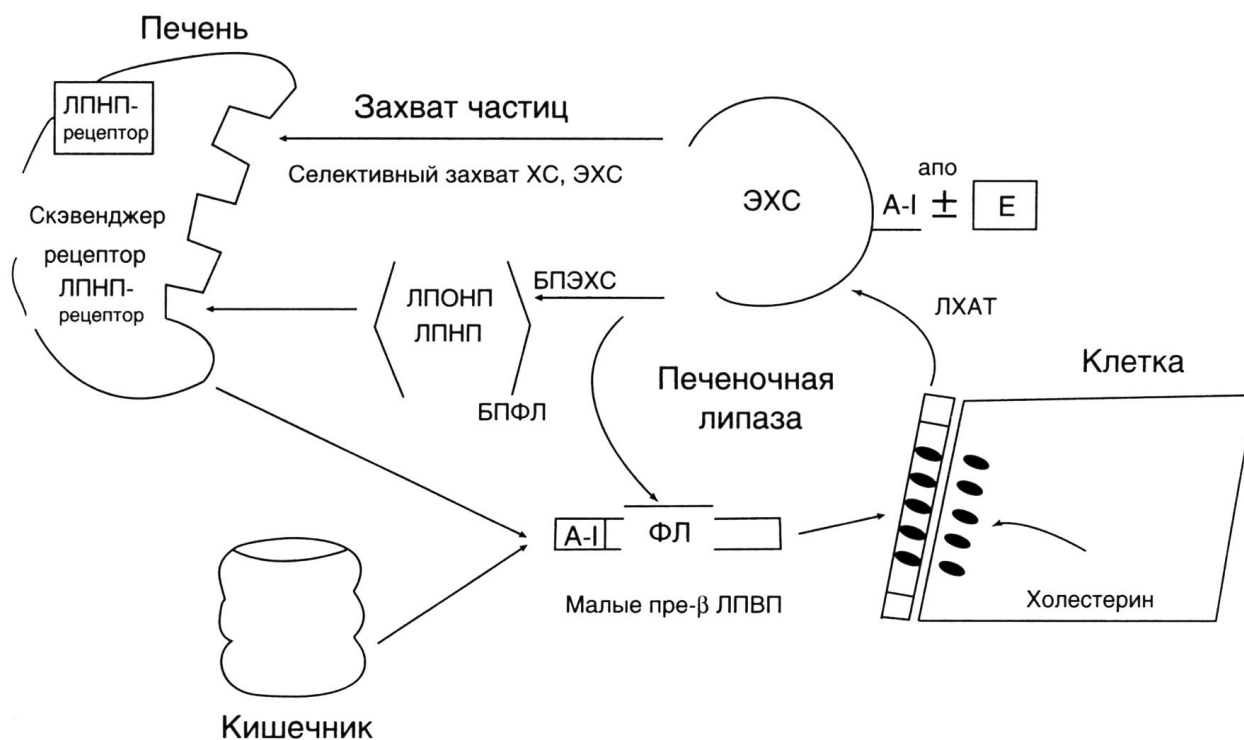 Печень
ЛПНП-
рецептор
Захват частиц
Селективный захват ХС, ЭХС
ЭХС
апо
A-I ± E
Скэвенджер
рецептор
ЛПНП-
рецептор
ЛПОНП
ЛПНП
БПЭХС
БПФЛ
ЛХАТ
Печеночная
липаза
Клетка
A-I ФЛ
Малые пре-β ЛПВП
Холестерин
Кишечник